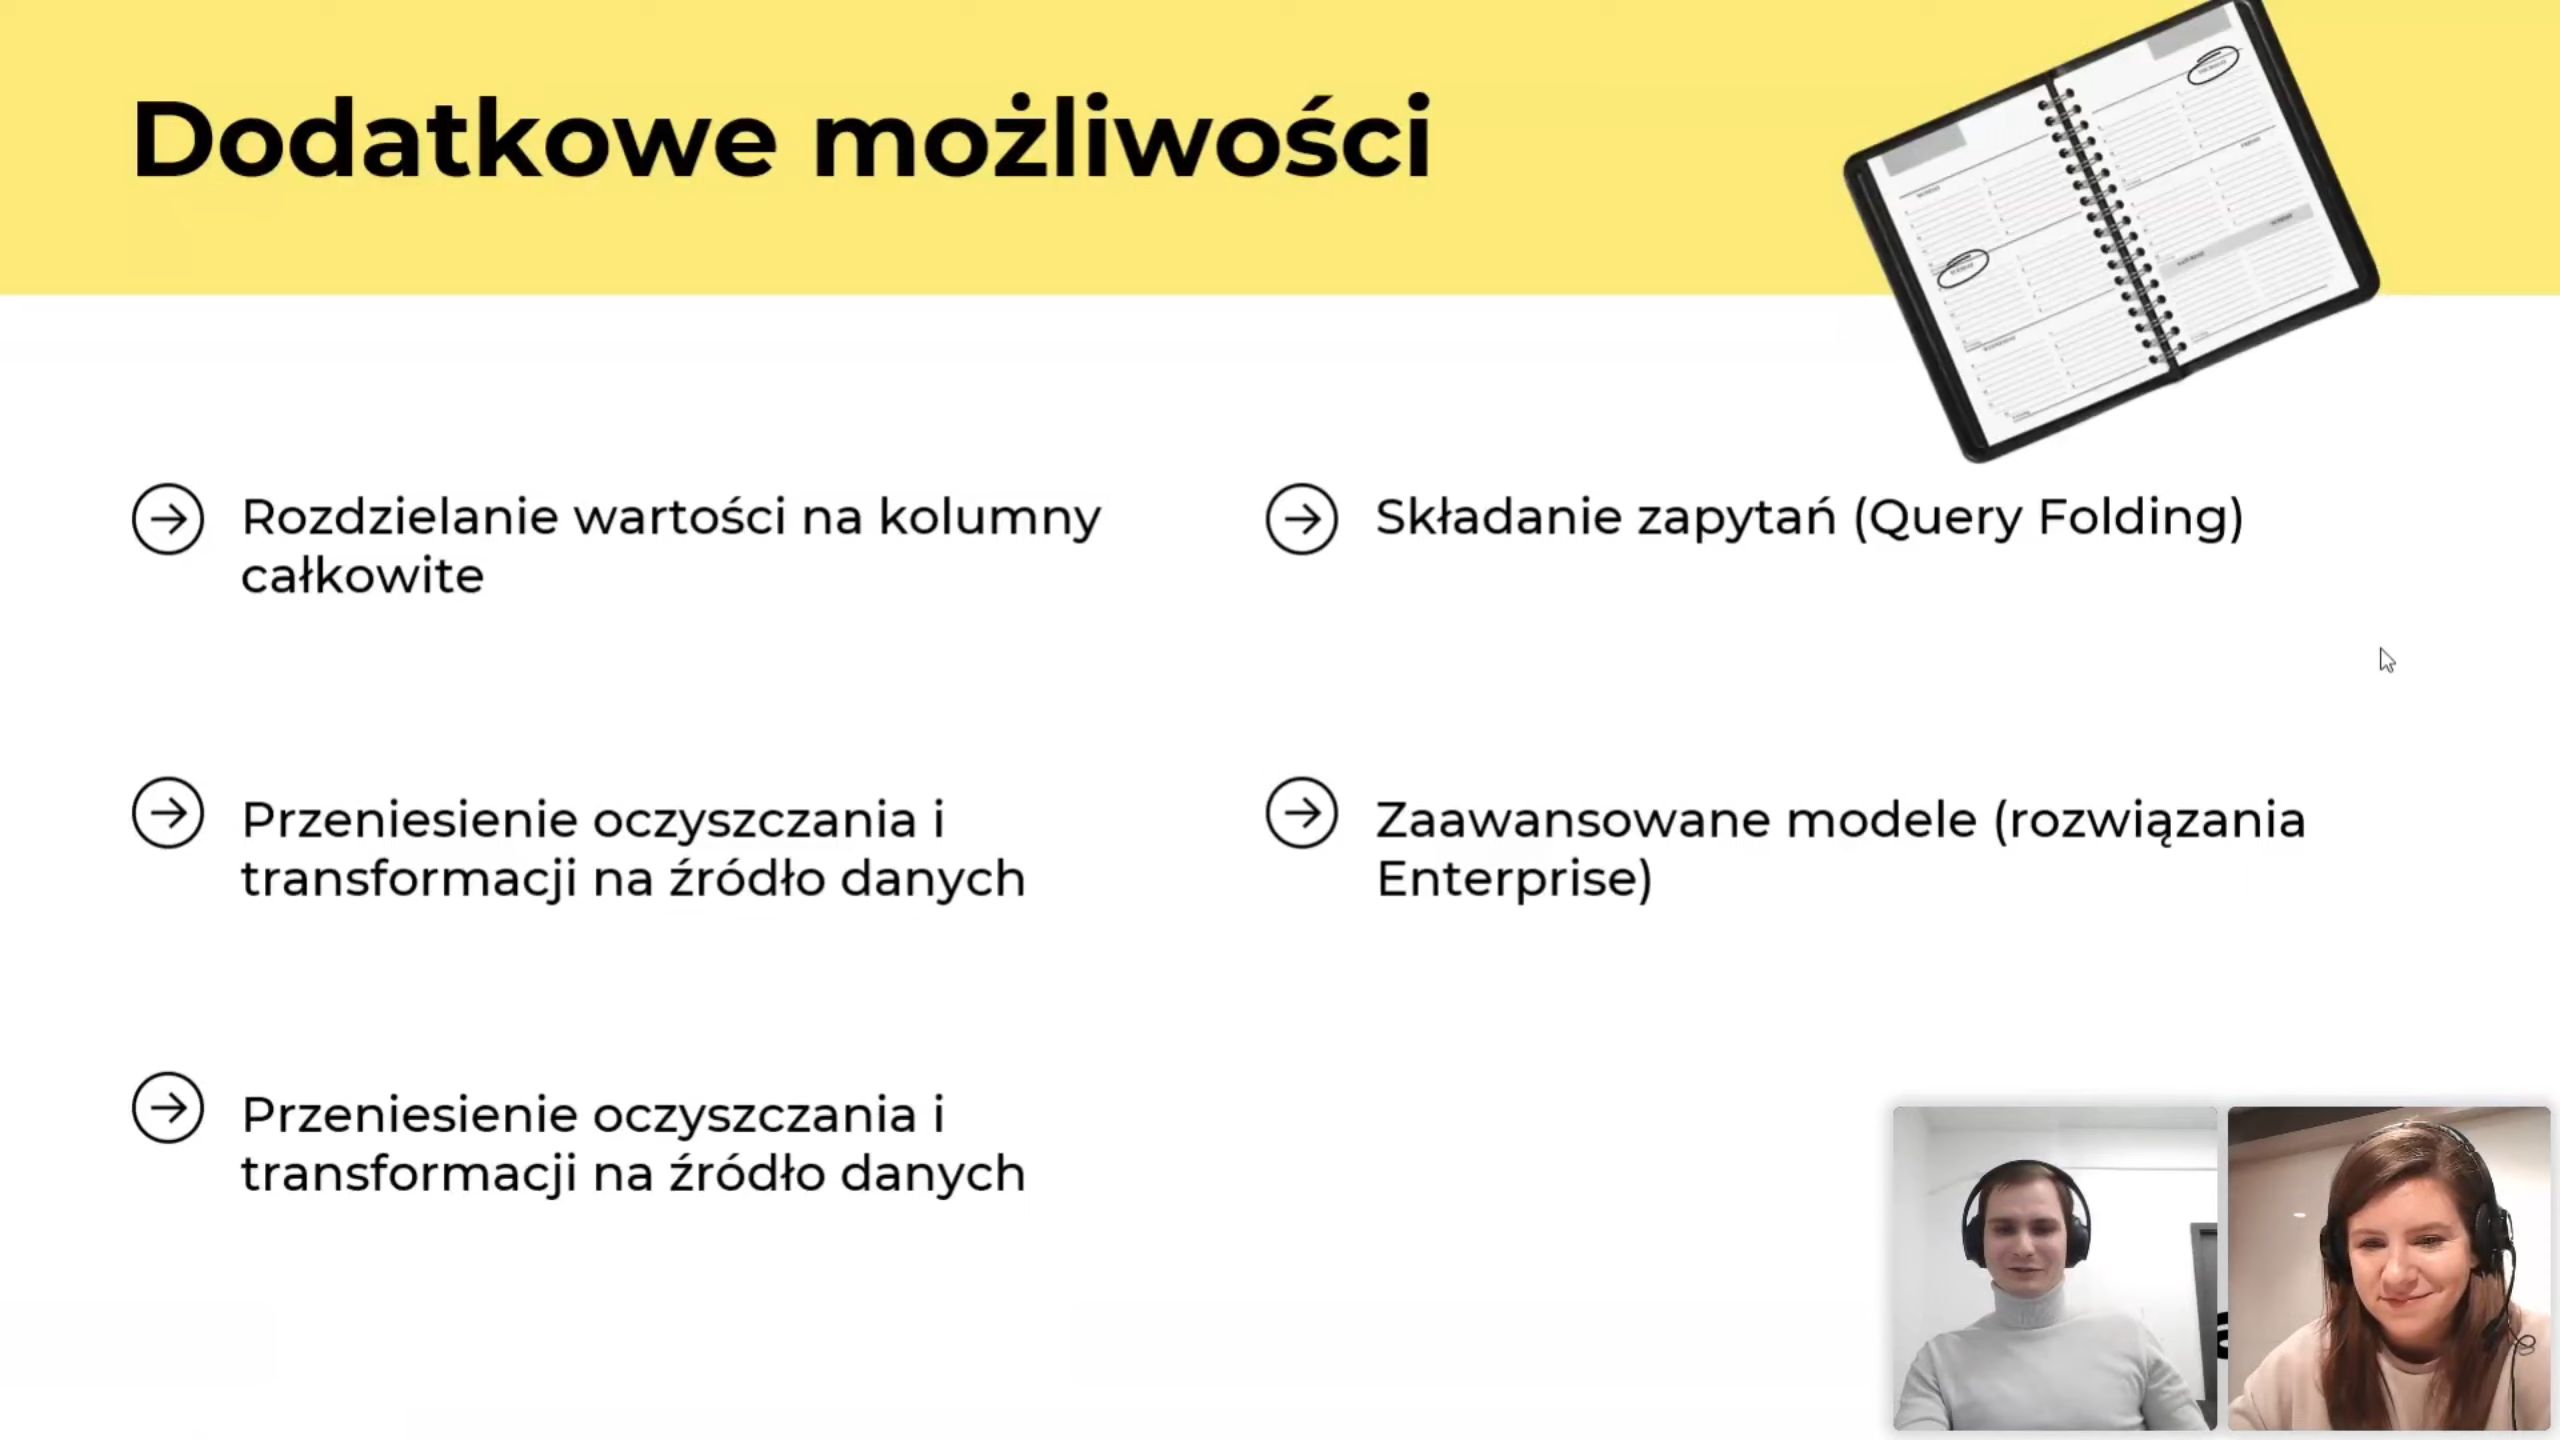 Dodatkowe możliwości
Rozdzielanie wartości na kolumny
całkowite
Przeniesienie oczyszczania i
transformacji na źródło danych
Przeniesienie oczyszczania i
transformacji na źródło danych
Składanie zapytań (Query Folding)
Zaawansowane modele (rozwiązania
Enterprise)